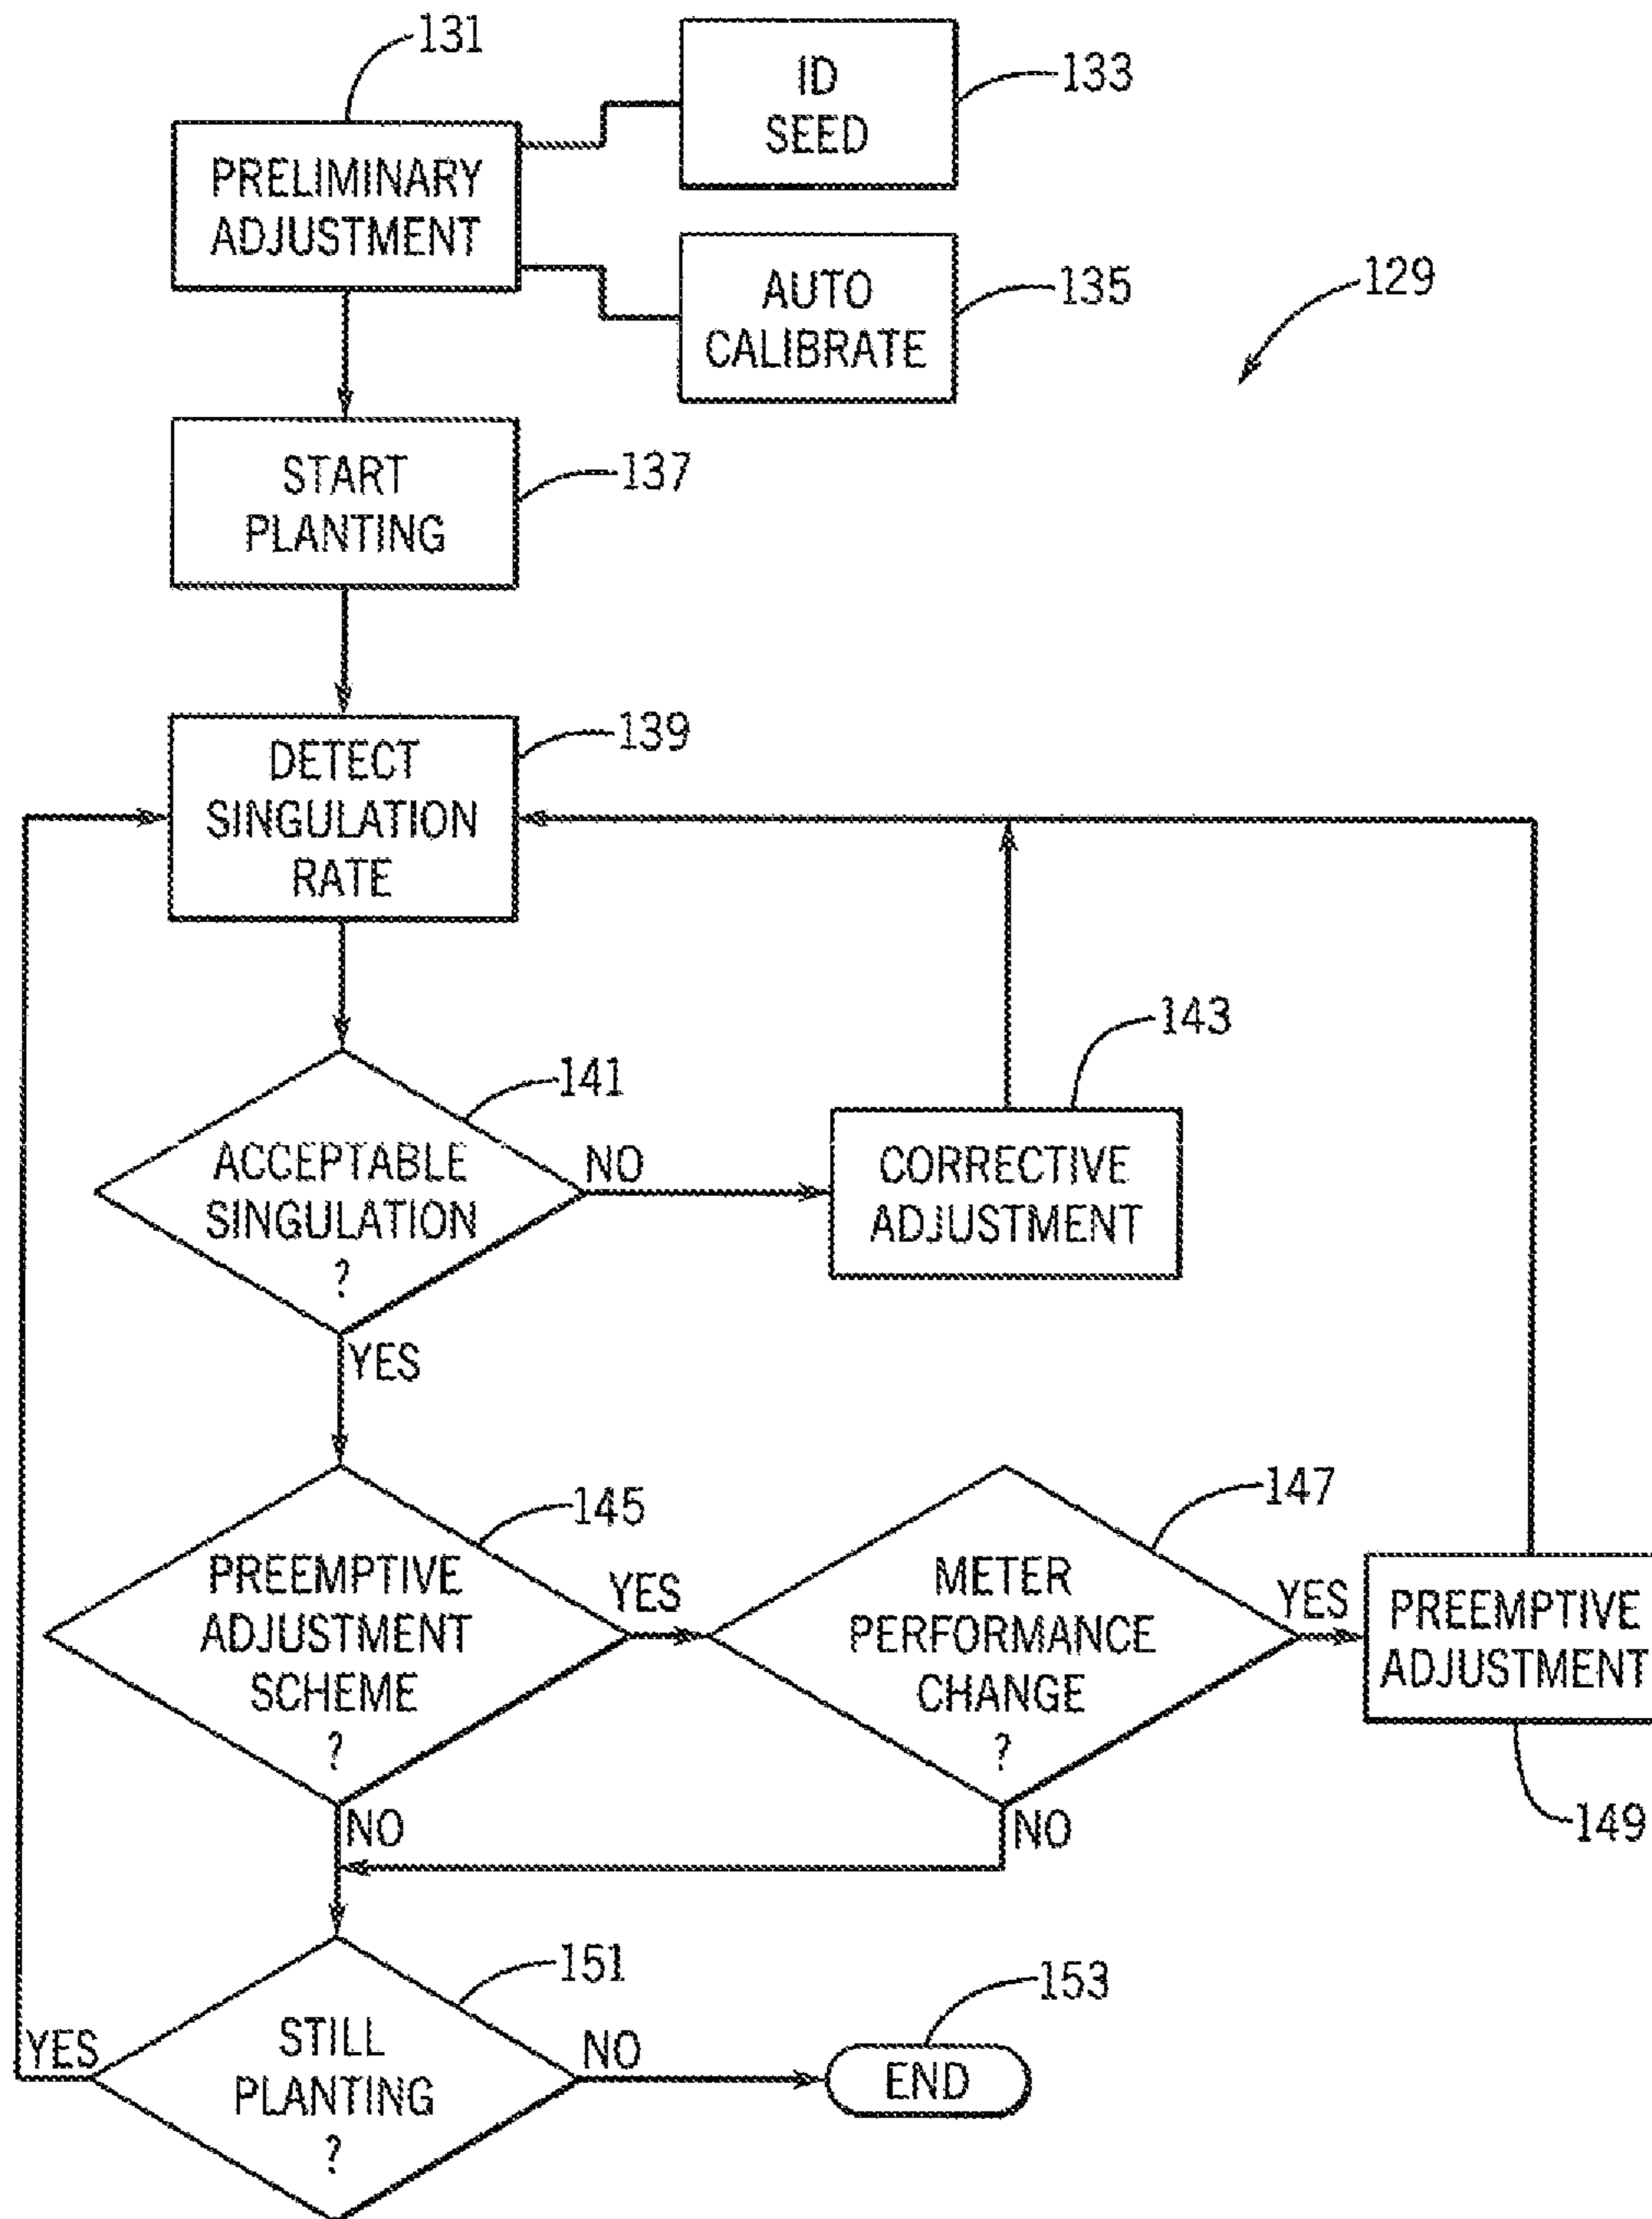 131
ID
SEED
133
PRELIMINARY
ADJUSTMENT
AUTO
CALIBRATE
135
129
START
PLANTING
137
DETECT
SINGULATION
RATE
139
ACCEPTABLE
SINGULATION
?
141
NO
YES
CORRECTIVE
ADJUSTMENT
143
PREEMPTIVE
ADJUSTMENT
SCHEME
?
145
YES
NO
METER
PERFORMANCE
CHANGE
?
147
YES
NO
PREEMPTIVE
ADJUSTMENT
149
STILL
PLANTING
?
151
YES
NO
END
153